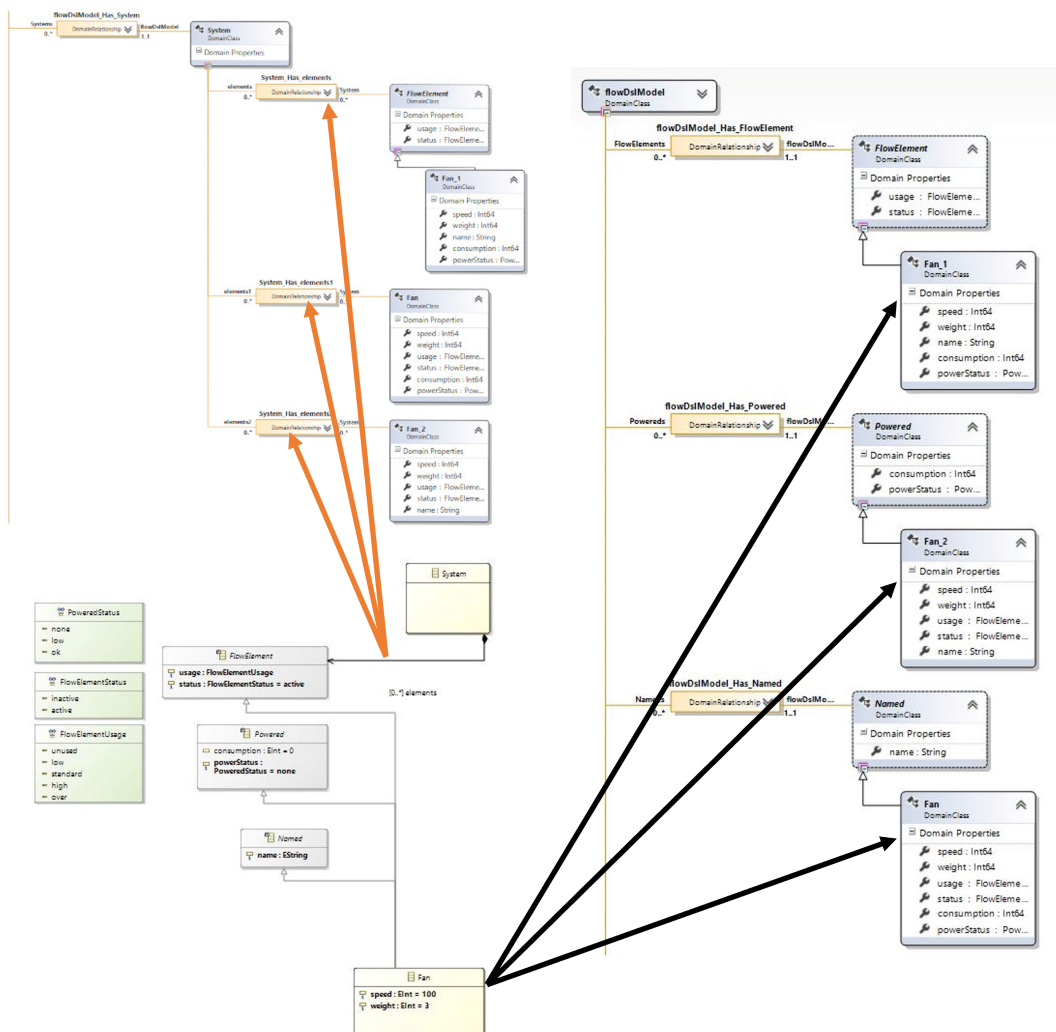 flowDslModel_Has_System
Systems
DomainRelationship
flowDslModel
0..*
1..1
System
DomainClass
Domain Properties
System_Has_elements
elements
DomainRelationship
System
0..*
0..*
FlowElement
DomainClass
Domain Properties
usage : FlowEleme...
status : FlowEleme...
Fan_1
DomainClass
Domain Properties
speed : Int64
weight : Int64
name : String
consumption : Int64
powerStatus : Pow...
System_Has_elements1
elements1
DomainRelationship
System
0..*
0..*
Fan
DomainClass
Domain Properties
speed : Int64
weight : Int64
usage : FlowEleme...
status : FlowEleme...
consumption : Int64
powerStatus : Pow...
System_Has_elements
elements2
DomainRelationship
System
0..*
0..*
Fan_2
DomainClass
Domain Properties
speed : Int64
weight : Int64
usage : FlowEleme...
status : FlowEleme...
name : String
flowDslModel
DomainClass
flowDslModel_Has_FlowElement
FlowElements
DomainRelationship
flowDslMo...
0..*
1..1
FlowElement
DomainClass
Domain Properties
usage : FlowEleme...
status : FlowEleme...
Fan_1
DomainClass
Domain Properties
speed : Int64
weight : Int64
name : String
consumption : Int64
powerStatus : Pow...
flowDslModel_Has_Powered
Powereds
DomainRelationship
flowDslMo...
0..*
1..1
Powered
DomainClass
Domain Properties
consumption : Int64
powerStatus : Pow...
Fan_2
DomainClass
Domain Properties
speed : Int64
weight : Int64
usage : FlowEleme...
status : FlowEleme...
name : String
flowDslModel_Has_Named
DomainRelationship
flowDslMo...
0..*
1..1
Named
DomainClass
Domain Properties
name : String
Fan
DomainClass
Domain Properties
speed : Int64
weight : Int64
usage : FlowEleme...
status : FlowEleme...
consumption : Int64
powerStatus : Pow...
System
PoweredStatus
none
low
ok
FlowElementStatus
inactive
active
FlowElementUsage
unused
low
standard
high
over
FlowElement
usage : FlowElementUsage
status : FlowElementStatus = active
[0..*] elements
Powered
consumption : EInt = 0
powerStatus :
PoweredStatus = none
Named
name : EString
Fan
speed : EInt = 100
weight : EInt = 3